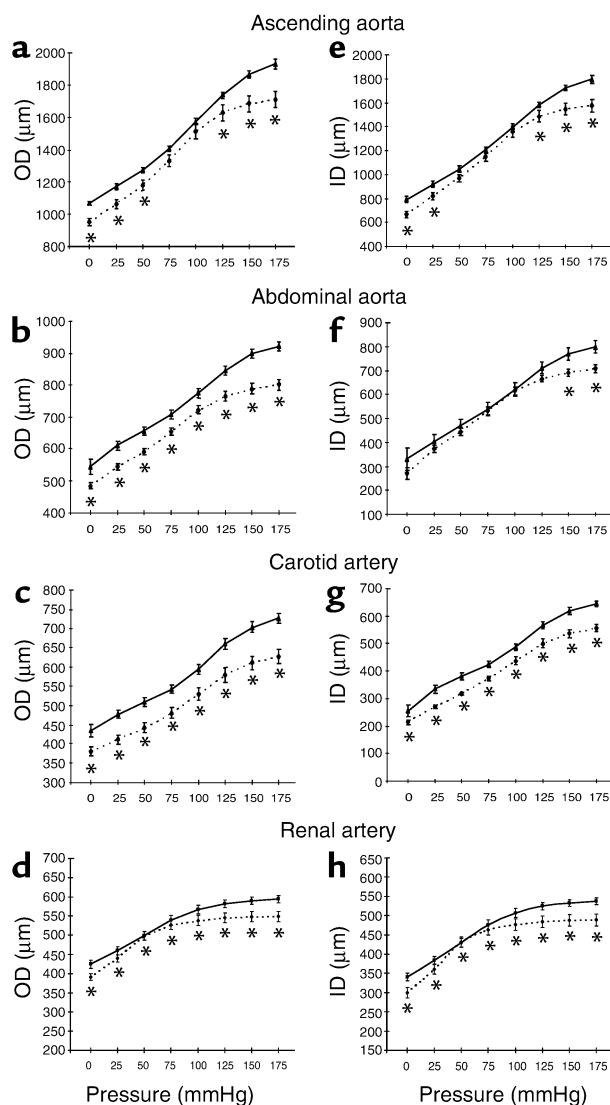 Ascending aorta
a
2000
1800
1600
1400
1200
1000
800
OD (μm)
* * * * * *
0 25 50 75 100 125 150 175
e
2000
1800
1600
1400
1200
1000
800
600
400
ID (μm)
* * * * *
0 25 50 75 100 125 150 175
Abdominal aorta
b
1000
900
800
700
600
500
400
OD (μm)
* * * * * * * *
0 25 50 75 100 125 150 175
f
900
800
700
600
500
400
300
200
100
ID (μm)
* *
0 25 50 75 100 125 150 175
Carotid artery
c
800
750
700
650
600
550
500
450
400
350
300
OD (μm)
* * * * * * * *
0 25 50 75 100 125 150 175
g
700
600
500
400
300
200
0
ID (μm)
* * * * * * * *
0 25 50 75 100 125 150 175
Renal artery
d
700
600
550
500
450
400
350
300
250
200
OD (μm)
* * * * * * * *
0 25 50 75 100 125 150 175
Pressure (mmHg)
h
650
600
550
500
450
400
350
300
250
150
ID (μm)
* * * * * * * *
0 25 50 75 100 125 150 175
Pressure (mmHg)